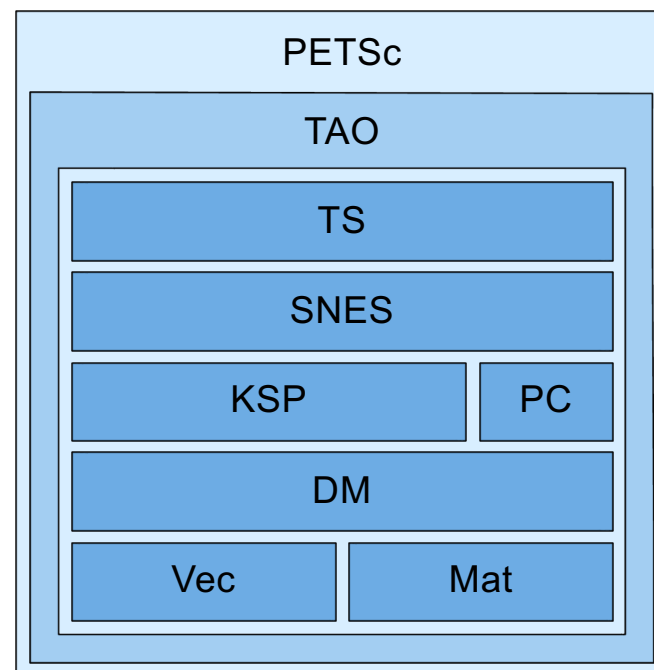 PETSc
TAO
TS
SNES
KSP PC
DM
Vec Mat